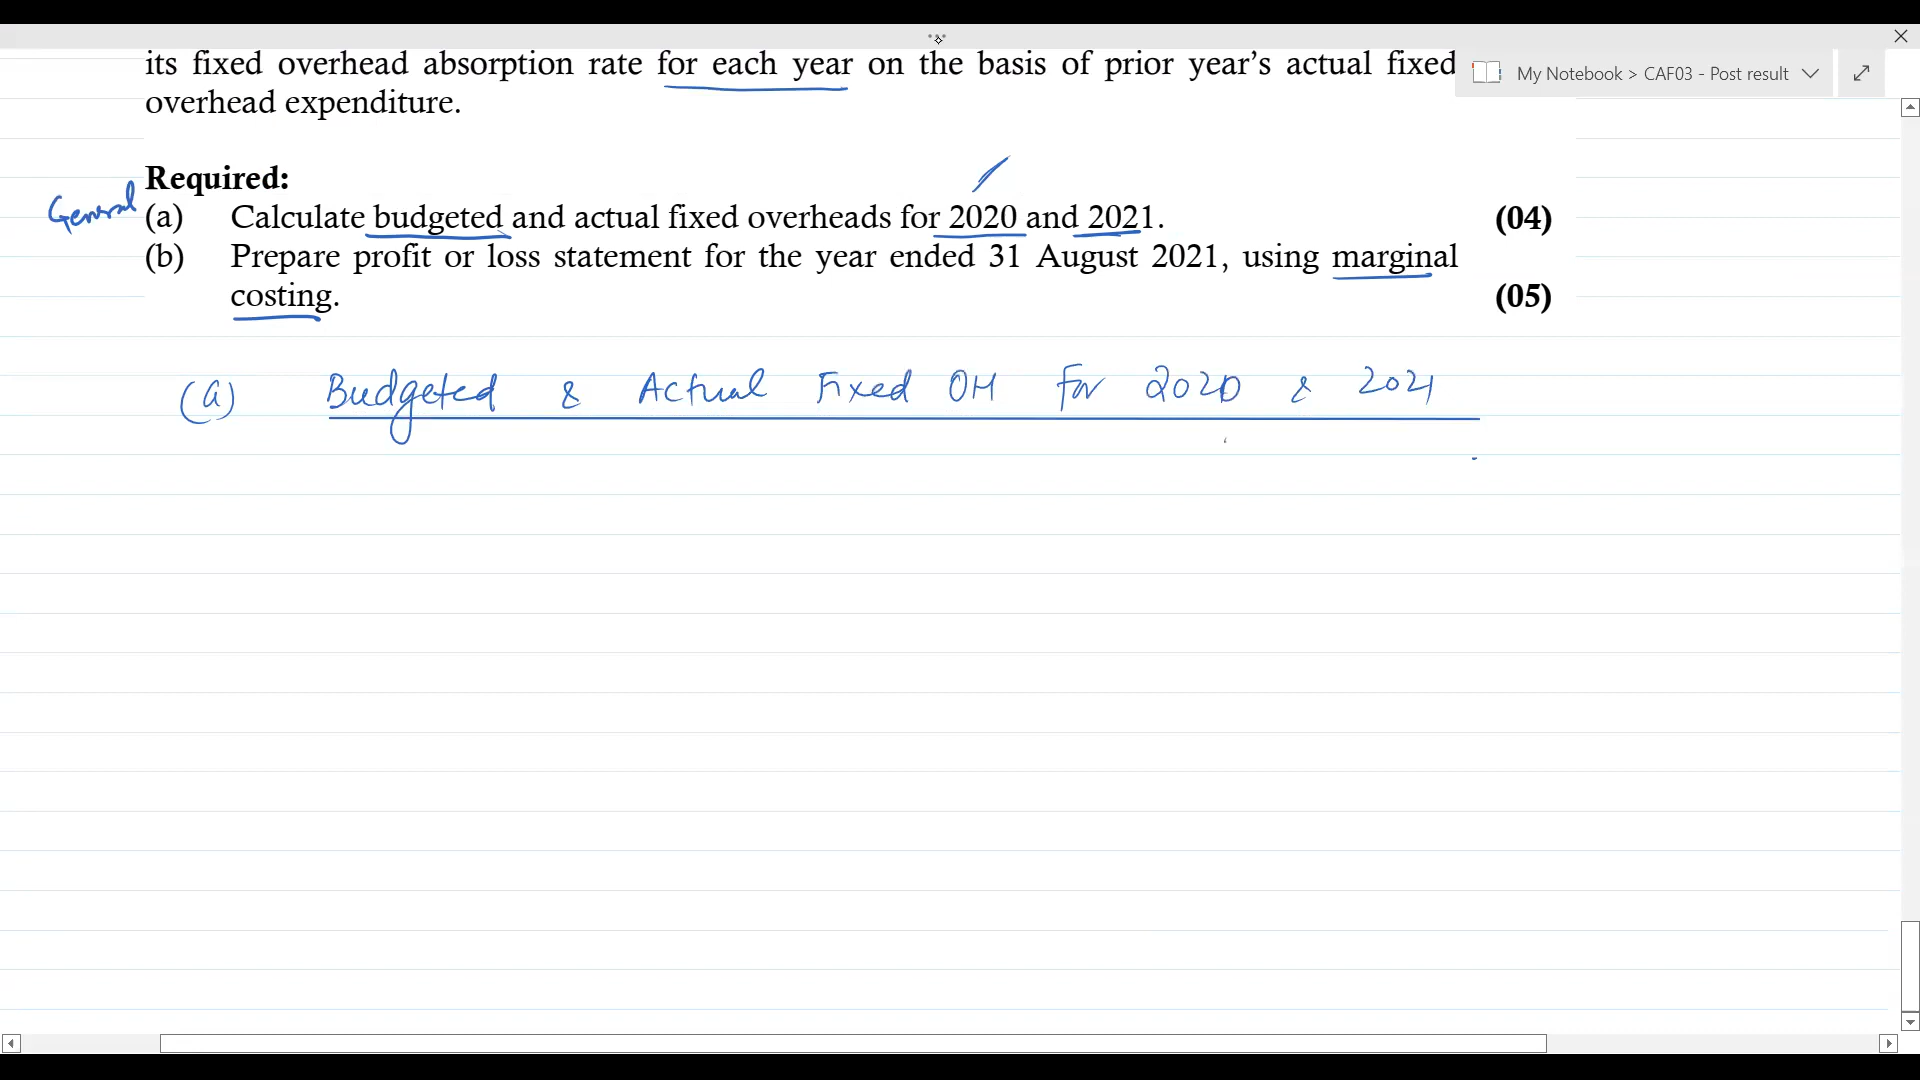 its fixed overhead absorption rate for each year on the basis of prior year's actual fixed
overhead expenditure.
My Notebook > CAF03 - Post result
Required:
General
(a) Calculate budgeted and actual fixed overheads for 2020 and 2021. (04)
(b) Prepare profit or loss statement for the year ended 31 August 2021, using marginal
costing. (05)
(a) Budgeted & Actual Fixed OH for 2020 & 2021